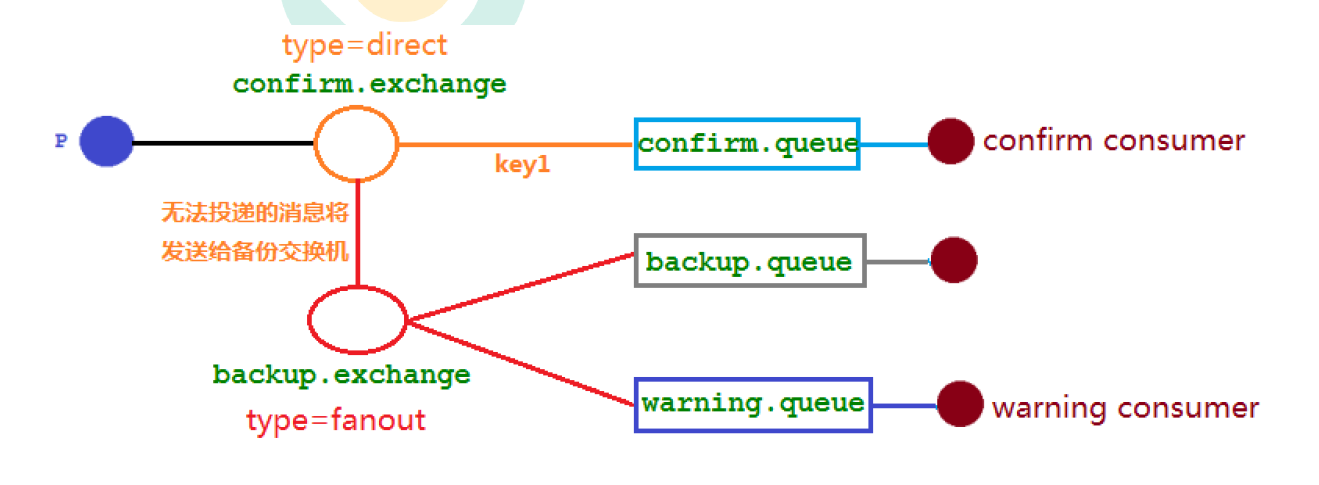 type=direct
confirm.exchange
P
confirm.queue
confirm consumer
key1
无法投递的消息将
发送给备份交换机
backup.queue
backup.exchange
type=fanout
warning.queue
warning consumer